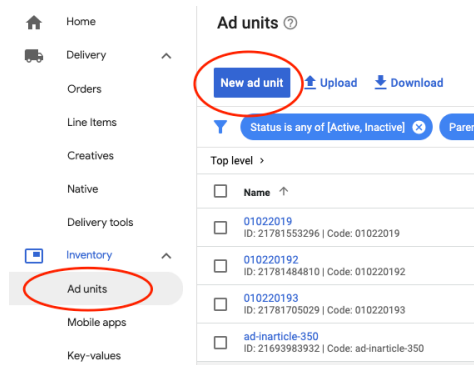 Home
Delivery
Orders
Line Items
Creatives
Native
Delivery tools
Inventory
Ad units
Mobile apps
Key-values
Ad units
New ad unit Upload Download
Status is any of [Active, Inactive]
Top level
Name
01022019
ID: 21781553296 | Code: 01022019
010220192
ID: 21781484810 | Code: 010220192
010220193
ID: 21781705029 | Code: 010220193
ad-inarticle-350
ID: 21693983932 | Code: ad-inarticle-350